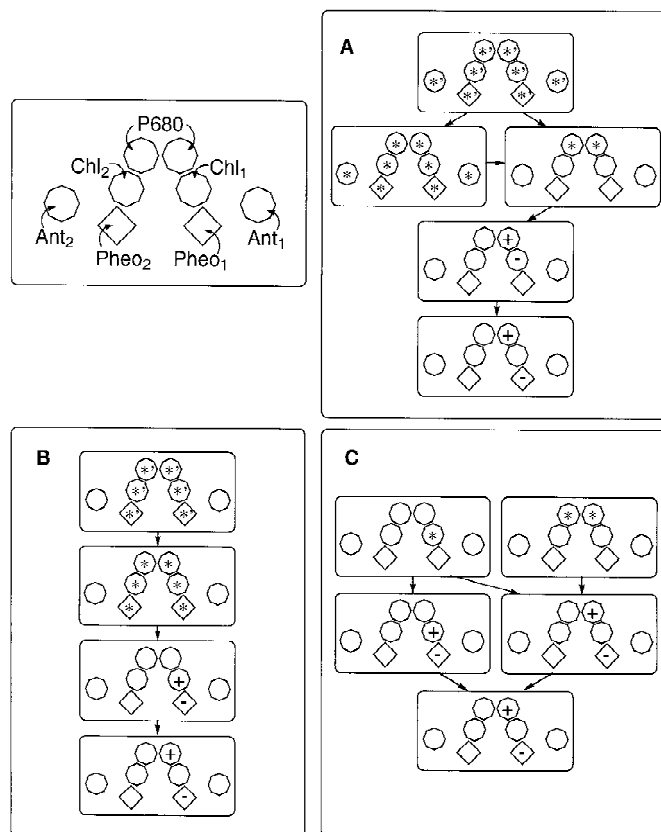 P680
Chl2
Chl1
Ant2
Ant1
Pheo2
Pheo1
A
*' *'
*' *'
*' *' *' *'
* *
* *
* * * *
* *
+
-
+
-
B
*' *'
*' *'
*' *'
* *
* *
* *
+
-
+
-
C
*
* *
+
-
+
-
+
-